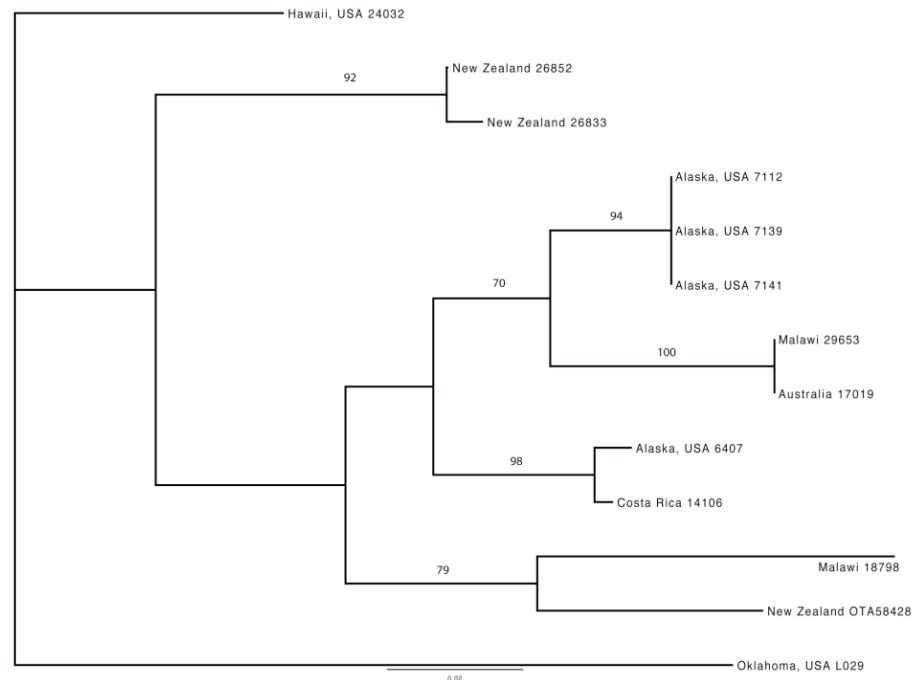 Hawaii, USA 24032
92
New Zealand 26852
New Zealand 26833
Alaska, USA 7112
94
Alaska, USA 7139
70
Alaska, USA 7141
Malawi 29653
100
Australia 17019
Alaska, USA 6407
98
Costa Rica 14106
79
Malawi 18798
New Zealand OTA58428
Oklahoma, USA L029
0.02